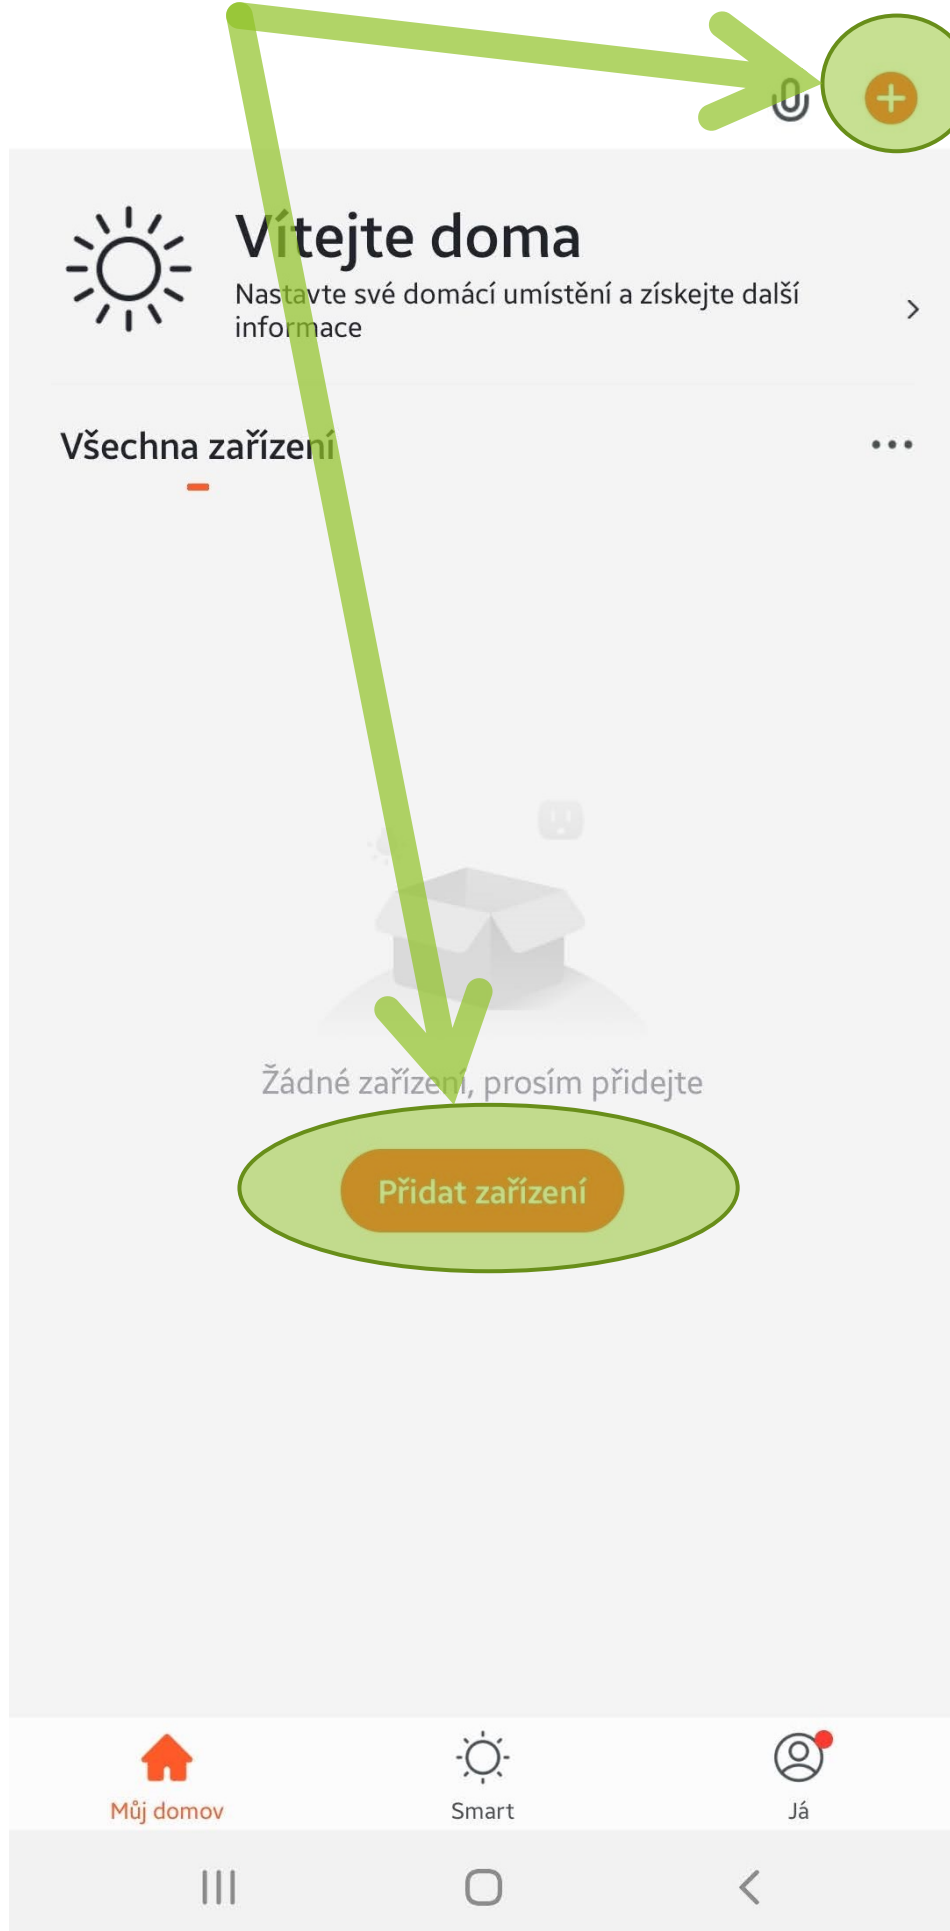 Vítejte doma
Nastavte své domácí umístění a získejte další
informace
Všechna zařízení
Žádné zařízení, prosím přidejte
Přidat zařízení
Můj domov
Smart
Já